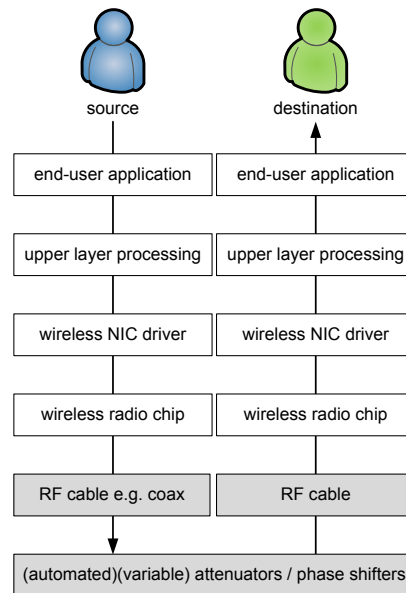 source destination
end-user application end-user application
upper layer processing upper layer processing
wireless NIC driver wireless NIC driver
wireless radio chip wireless radio chip
RF cable e.g. coax RF cable
(automated)(variable) attenuators / phase shifters